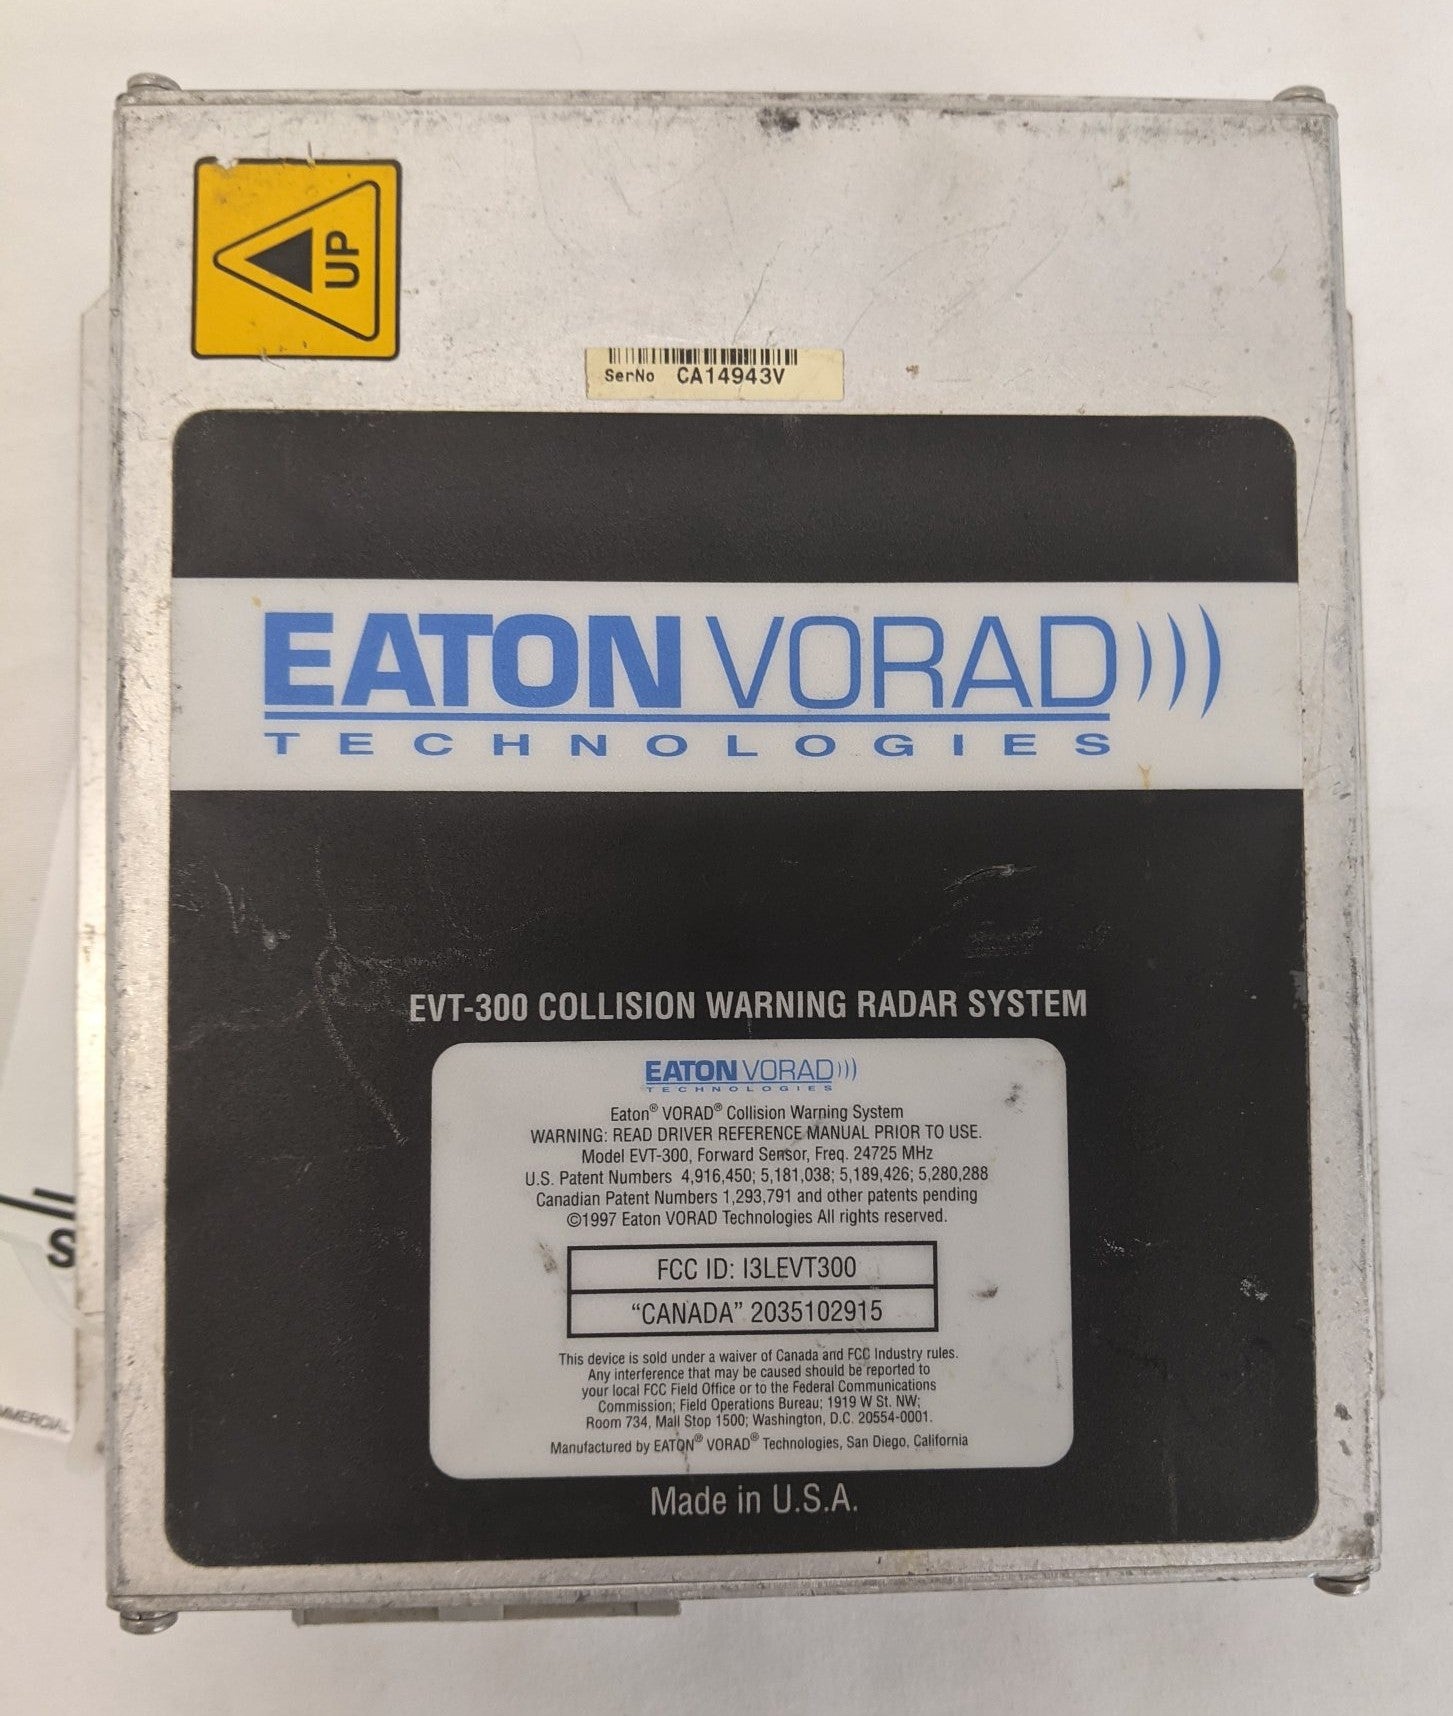 UP
SerNo CA14943V
EATON VORAD
TECHNOLOGIES
EVT-300 COLLISION WARNING RADAR SYSTEM
EATON VORAD
TECHNOLOGIES
Eaton® VORAD® Collision Warning System
WARNING: READ DRIVER REFERENCE MANUAL PRIOR TO USE.
Model EVT-300, Forward Sensor, Freq. 24725 MHz
U.S. Patent Numbers 4,916,450; 5,181,038; 5,189,426; 5,280,288
Canadian Patent Numbers 1,293,791 and other patents pending
©1997 Eaton VORAD Technologies All rights reserved.
FCC ID: I3LEVT300
“CANADA” 2035102915
This device is sold under a waiver of Canada and FCC Industry rules.
Any interference that may be caused should be reported to
your local FCC Field Office or to the Federal Communications
Commission; Field Operations Bureau; 1919 W St. NW;
Room 734, Mall Stop 1500; Washington, D.C. 20554-0001.
Manufactured by EATON® VORAD® Technologies, San Diego, California
Made in U.S.A.